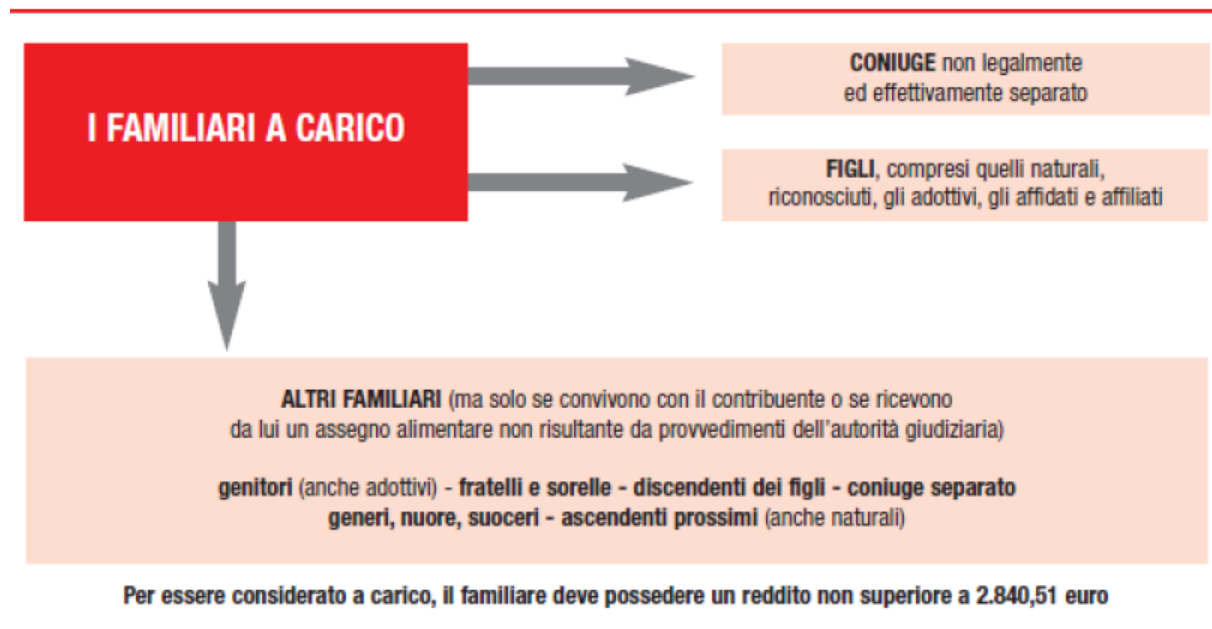 I FAMILIARI A CARICO
CONIUGE non legalmente
ed effettivamente separato
FIGLI, compresi quelli naturali,
riconosciuti, gli adottivi, gli affidati e affiliati
ALTRI FAMILIARI (ma solo se convivono con il contribuente o se ricevono
da lui un assegno alimentare non risultante da provvedimenti dell'autorità giudiziaria)
genitori (anche adottivi) - fratelli e sorelle - discendenti dei figli - coniuge separato
generi, nuore, suoceri - ascendenti prossimi (anche naturali)
Per essere considerato a carico, il familiare deve possedere un reddito non superiore a 2.840,51 euro